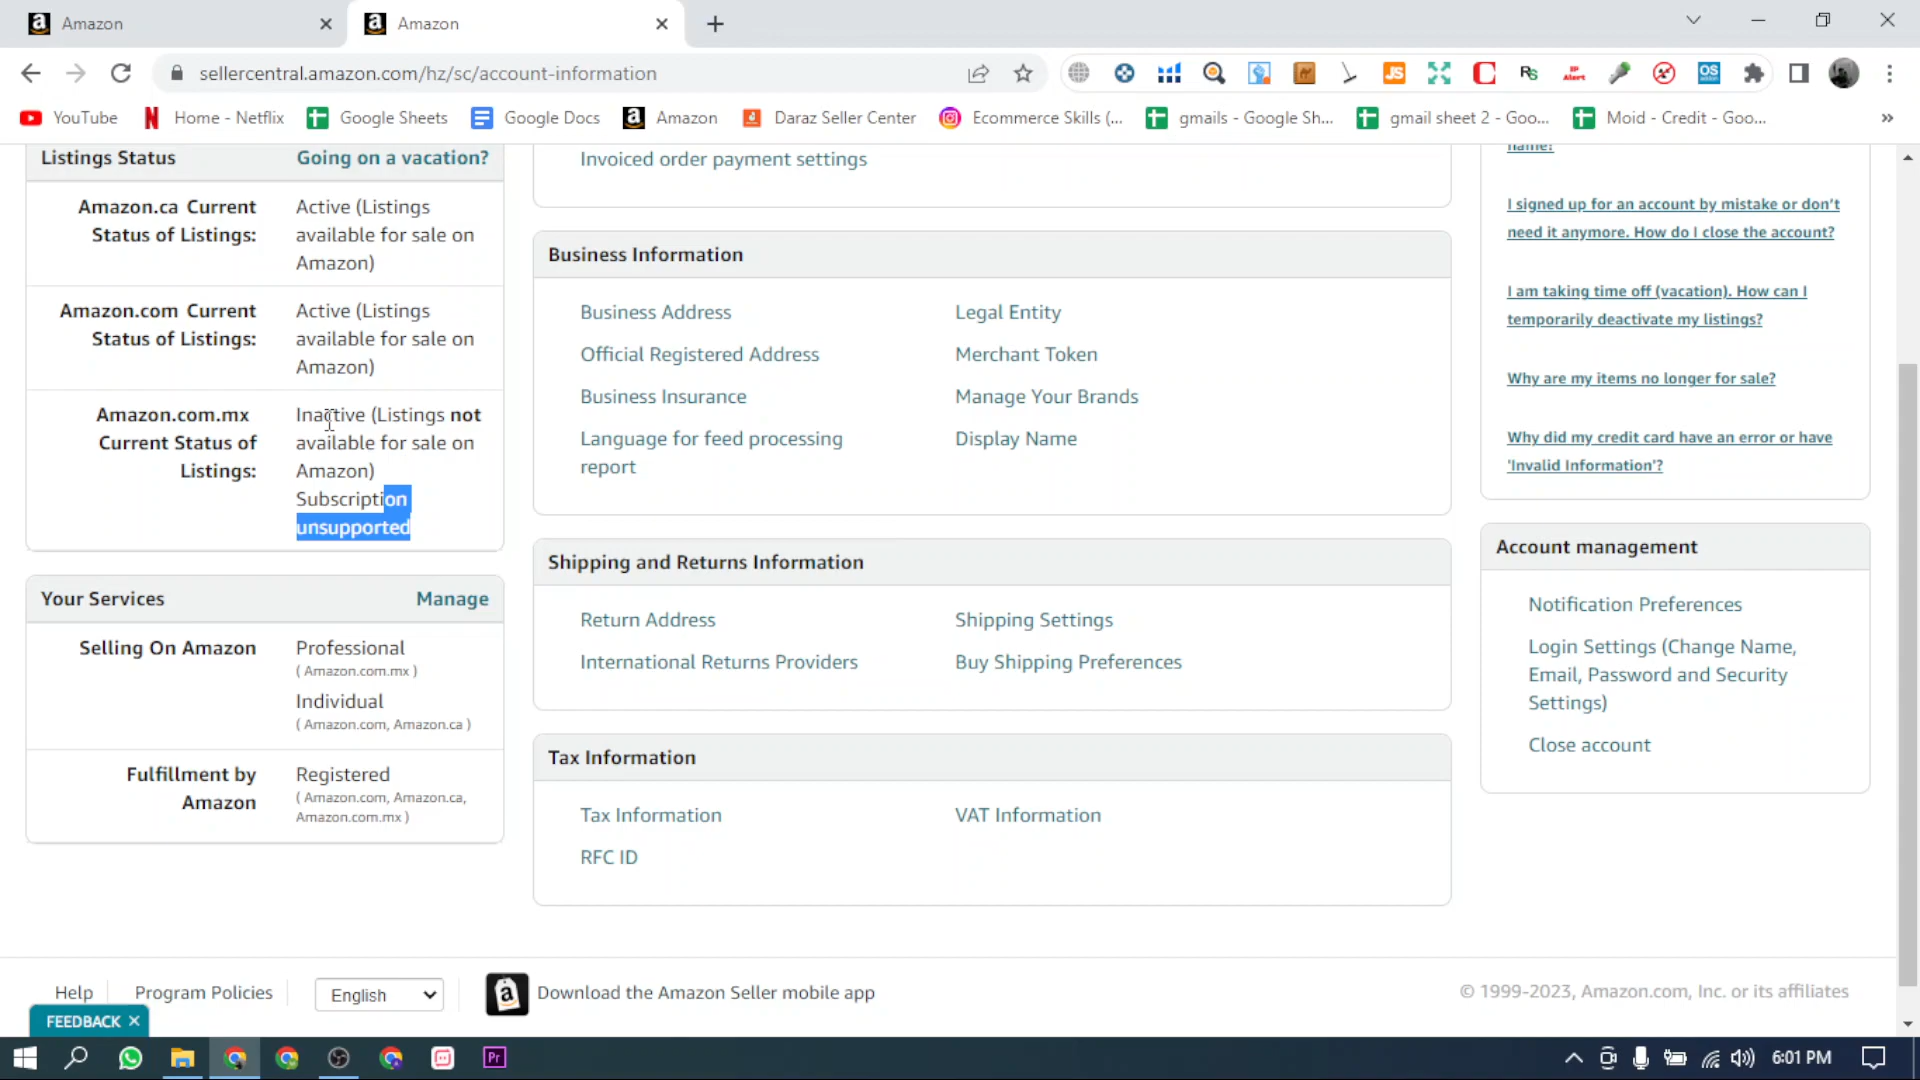 Amazon
Amazon
sellercentral.amazon.com/hz/sc/account-information
YouTube
Home - Netflix
Google Sheets
Google Docs
Amazon
Daraz Seller Center
Ecommerce Skills (...
gmails - Google Sh...
gmail sheet 2 - Goo...
Moid - Credit - Goo...
»
Listings Status
Going on a vacation?
Amazon.ca Current
Status of Listings:
Active (Listings
available for sale on
Amazon)
Amazon.com Current
Status of Listings:
Active (Listings
available for sale on
Amazon)
Amazon.com.mx
Current Status of
Listings:
Inactive (Listings not
available for sale on
Amazon)
Subscription
unsupported
Your Services
Manage
Selling On Amazon
Professional
( Amazon.com.mx )
Individual
( Amazon.com, Amazon.ca )
Fulfillment by
Amazon
Registered
( Amazon.com, Amazon.ca,
Amazon.com.mx )
Invoiced order payment settings
Business Information
Business Address
Official Registered Address
Business Insurance
Language for feed processing
report
Legal Entity
Merchant Token
Manage Your Brands
Display Name
Shipping and Returns Information
Return Address
International Returns Providers
Shipping Settings
Buy Shipping Preferences
Tax Information
Tax Information
RFC ID
VAT Information
name?
I signed up for an account by mistake or don't
need it anymore. How do I close the account?
I am taking time off (vacation). How can I
temporarily deactivate my listings?
Why are my items no longer for sale?
Why did my credit card have an error or have
'Invalid Information'?
Account management
Notification Preferences
Login Settings (Change Name,
Email, Password and Security
Settings)
Close account
Help
Program Policies
English
Download the Amazon Seller mobile app
© 1999-2023, Amazon.com, Inc. or its affiliates
FEEDBACK ×
Pr
6:01 PM